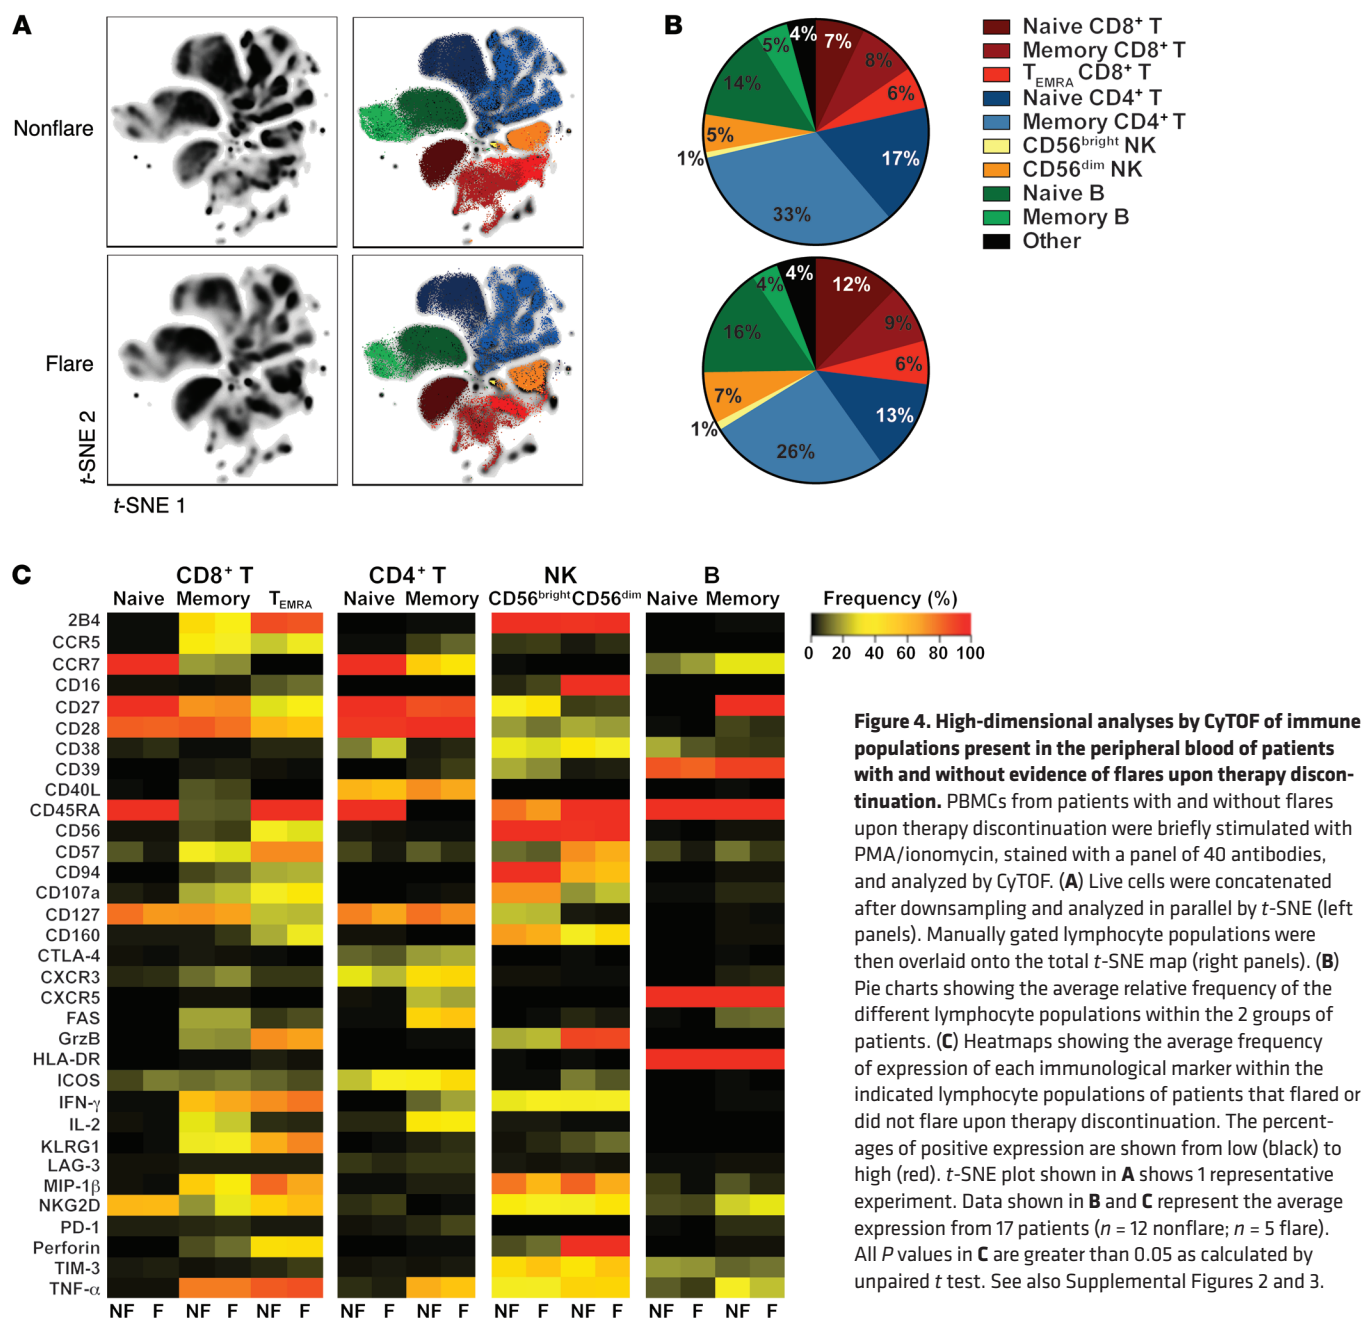 A
Nonflare
Flare
t-SNE 2
t-SNE 1
B
4%
7%
8%
6%
17%
33%
1%
5%
14%
5%
4%
12%
9%
6%
13%
26%
1%
7%
16%
4%
Naive CD8+ T
Memory CD8+ T
TEMRA CD8+ T
Naive CD4+ T
Memory CD4+ T
CD56bright NK
CD56dim NK
Naive B
Memory B
Other
C
CD8+ T CD4+ T NK B
Naive Memory TEMRA Naive Memory CD56bright CD56dim Naive Memory
2B4
CCR5
CCR7
CD16
CD27
CD28
CD38
CD39
CD40L
CD45RA
CD56
CD57
CD94
CD107a
CD127
CD160
CTLA-4
CXCR3
CXCR5
FAS
GrzB
HLA-DR
ICOS
IFN-γ
IL-2
KLRG1
LAG-3
MIP-1β
NKG2D
PD-1
Perforin
TIM-3
TNF-α
NF F NF F NF F NF F NF F NF F NF F NF F NF F
Frequency (%)
0 20 40 60 80 100
Figure 4. High-dimensional analyses by CyTOF of immune
populations present in the peripheral blood of patients
with and without evidence of flares upon therapy discon-
tinuation. PBMCs from patients with and without flares
upon therapy discontinuation were briefly stimulated with
PMA/ionomycin, stained with a panel of 40 antibodies,
and analyzed by CyTOF. (A) Live cells were concatenated
after downsampling and analyzed in parallel by t-SNE (left
panels). Manually gated lymphocyte populations were
then overlaid onto the total t-SNE map (right panels). (B)
Pie charts showing the average relative frequency of the
different lymphocyte populations within the 2 groups of
patients. (C) Heatmaps showing the average frequency
of expression of each immunological marker within the
indicated lymphocyte populations of patients that flared or
did not flare upon therapy discontinuation. The percent-
ages of positive expression are shown from low (black) to
high (red). t-SNE plot shown in A shows 1 representative
experiment. Data shown in B and C represent the average
expression from 17 patients (n = 12 nonflare; n = 5 flare).
All P values in C are greater than 0.05 as calculated by
unpaired t test. See also Supplemental Figures 2 and 3.